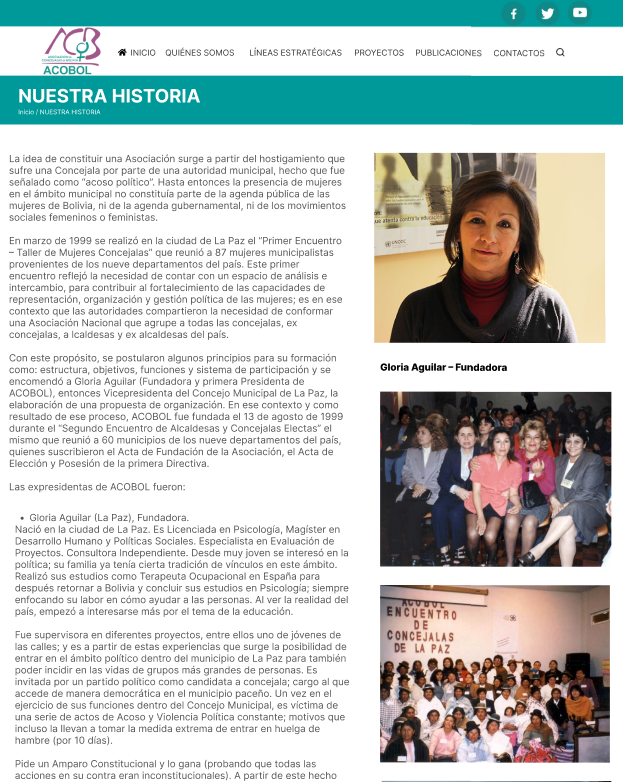 ACB
ACOBOL
INICIO QUIÉNES SOMOS LÍNEAS ESTRATÉGICAS PROYECTOS PUBLICACIONES CONTACTOS
NUESTRA HISTORIA
Inicio / NUESTRA HISTORIA
La idea de constituir una Asociación surge a partir del hostigamiento que
sufre una Concejala por parte de una autoridad municipal, hecho que fue
señalado como “acoso político”. Hasta entonces la presencia de mujeres
en el ámbito municipal no constituía parte de la agenda pública de las
mujeres de Bolivia, ni de la agenda gubernamental, ni de los movimientos
sociales femeninos o feministas.
En marzo de 1999 se realizó en la ciudad de La Paz el “Primer Encuentro
– Taller de Mujeres Concejalas” que reunió a 87 mujeres municipalistas
provenientes de los nueve departamentos del país. Este primer
encuentro reflejó la necesidad de contar con un espacio de análisis e
intercambio, para contribuir al fortalecimiento de las capacidades de
representación, organización y gestión política de las mujeres; es en ese
contexto que las autoridades compartieron la necesidad de conformar
una Asociación Nacional que agrupe a todas las concejalas, ex
concejalas, a lcaldesas y ex alcaldesas del país.
Con este propósito, se postularon algunos principios para su formación
como: estructura, objetivos, funciones y sistema de participación y se
encomendó a Gloria Aguilar (Fundadora y primera Presidenta de
ACOBOL), entonces Vicepresidenta del Concejo Municipal de La Paz, la
elaboración de una propuesta de organización. En ese contexto y como
resultado de ese proceso, ACOBOL fue fundada el 13 de agosto de 1999
durante el “Segundo Encuentro de Alcaldesas y Concejalas Electas” el
mismo que reunió a 60 municipios de los nueve departamentos del país,
quienes suscribieron el Acta de Fundación de la Asociación, el Acta de
Elección y Posesión de la primera Directiva.
Las expresidentas de ACOBOL fueron:
• Gloria Aguilar (La Paz), Fundadora.
Nació en la ciudad de La Paz. Es Licenciada en Psicología, Magíster en
Desarrollo Humano y Políticas Sociales. Especialista en Evaluación de
Proyectos. Consultora Independiente. Desde muy joven se interesó en la
política; su familia ya tenía cierta tradición de vínculos en este ámbito.
Realizó sus estudios como Terapeuta Ocupacional en España para
después retornar a Bolivia y concluir sus estudios en Psicología; siempre
enfocando su labor en cómo ayudar a las personas. Al ver la realidad del
país, empezó a interesarse más por el tema de la educación.
Fue supervisora en diferentes proyectos, entre ellos uno de jóvenes de
las calles; y es a partir de estas experiencias que surge la posibilidad de
entrar en el ámbito político dentro del municipio de La Paz para también
poder incidir en las vidas de grupos más grandes de personas. Es
invitada por un partido político como candidata a concejala; cargo al que
accede de manera democrática en el municipio paceño. Un vez en el
ejercicio de sus funciones dentro del Concejo Municipal, es víctima de
una serie de actos de Acoso y Violencia Política constante; motivos que
incluso la llevan a tomar la medida extrema de entrar en huelga de
hambre (por 10 días).
Pide un Amparo Constitucional y lo gana (probando que todas las
acciones en su contra eran inconstitucionales). A partir de este hecho
Gloria Aguilar – Fundadora
ACOBOL
ENCUENTRO
DE
CONCEJALAS
DE LA PAZ